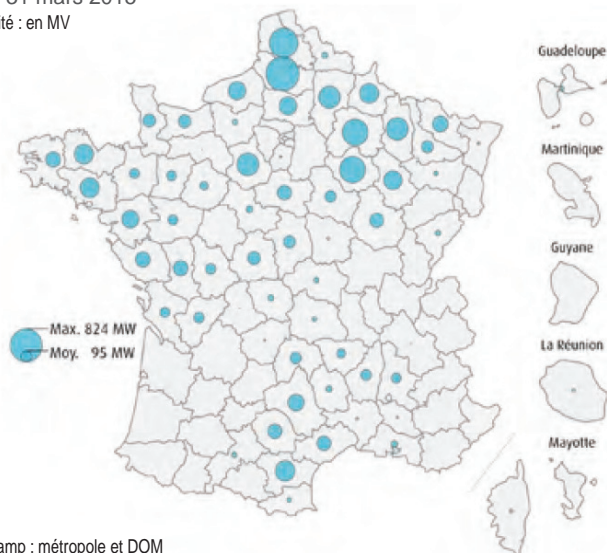 31 mars 2018
ité : en MV
Guadeloupe
Martinique
Guyane
La Réunion
Mayotte
Max. 824 MW
Moy. 95 MW
amp : métropole et DOM